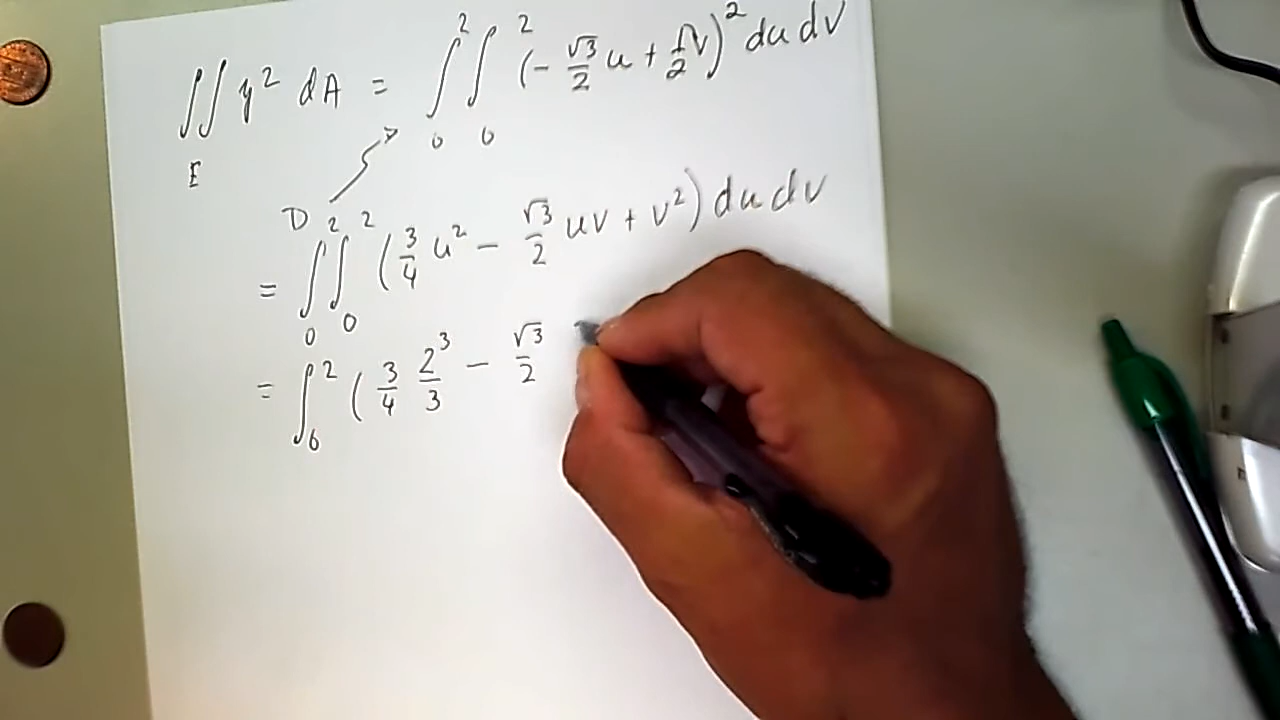 ∬_E y² dA = ∫₀² ∫₀² (− √3/2 u + 1/2 V)² du dv
D
= ∫₀² ∫₀² (3/4 u² − √3/2 uv + v²) du dv
= ∫₀² ( 3/4 2³/3 − √3/2